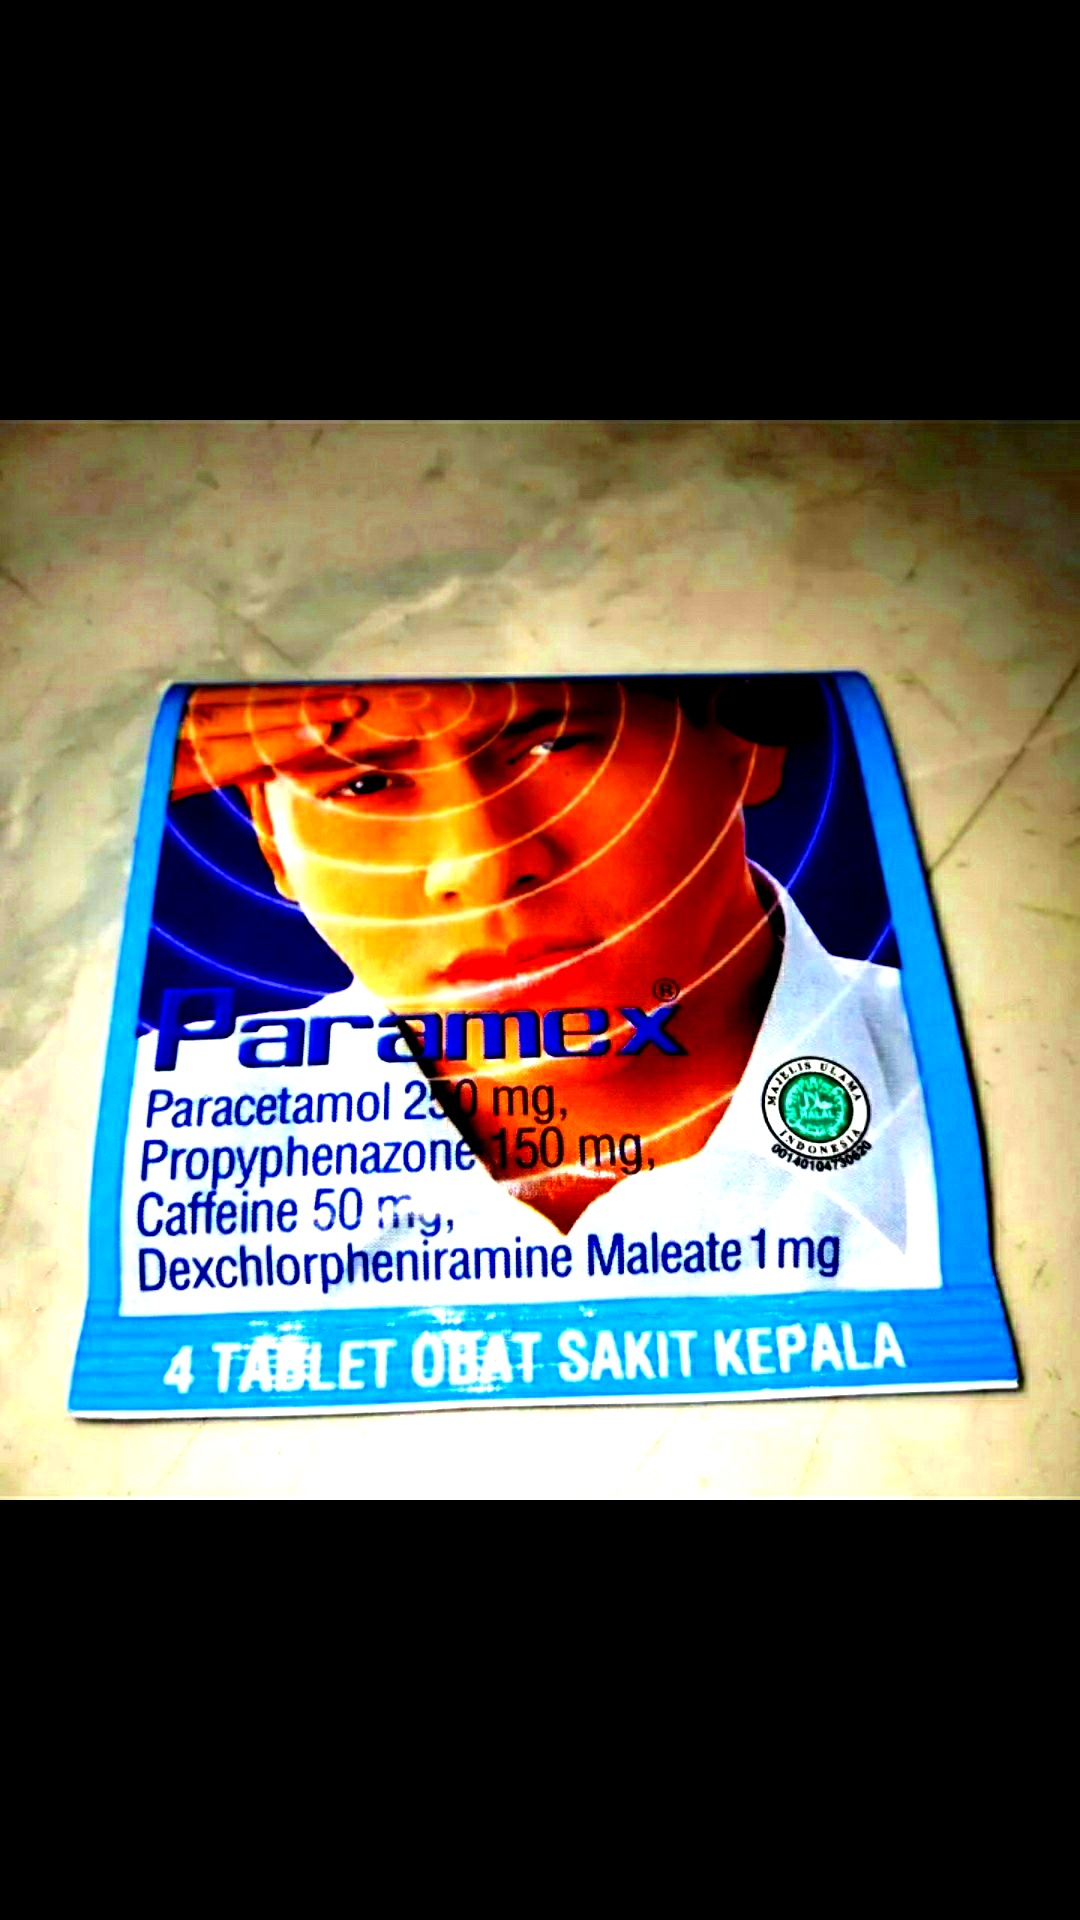 Paramex®
Paracetamol 250 mg,
Propyphenazone 150 mg,
Caffeine 50 mg,
Dexchlorpheniramine Maleate 1 mg
MAJELIS ULAMA
HALAL
INDONESIA
4 TABLET OBAT SAKIT KEPALA